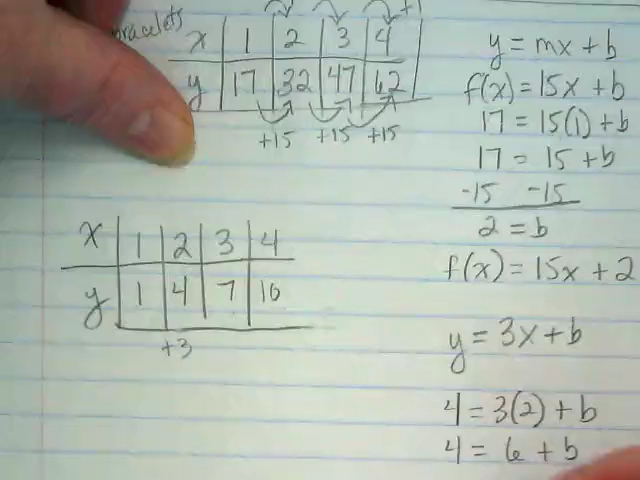 bracelets
x 1 2 3 4 +1
y 17 32 47 62
+15 +15 +15
x 1 2 3 4
y 1 4 7 10
+3
y = mx + b
f(x) = 15x + b
17 = 15(1) + b
17 = 15 + b
-15 -15
2 = b
f(x) = 15x + 2
y = 3x + b
4 = 3(2) + b
4 = 6 + b